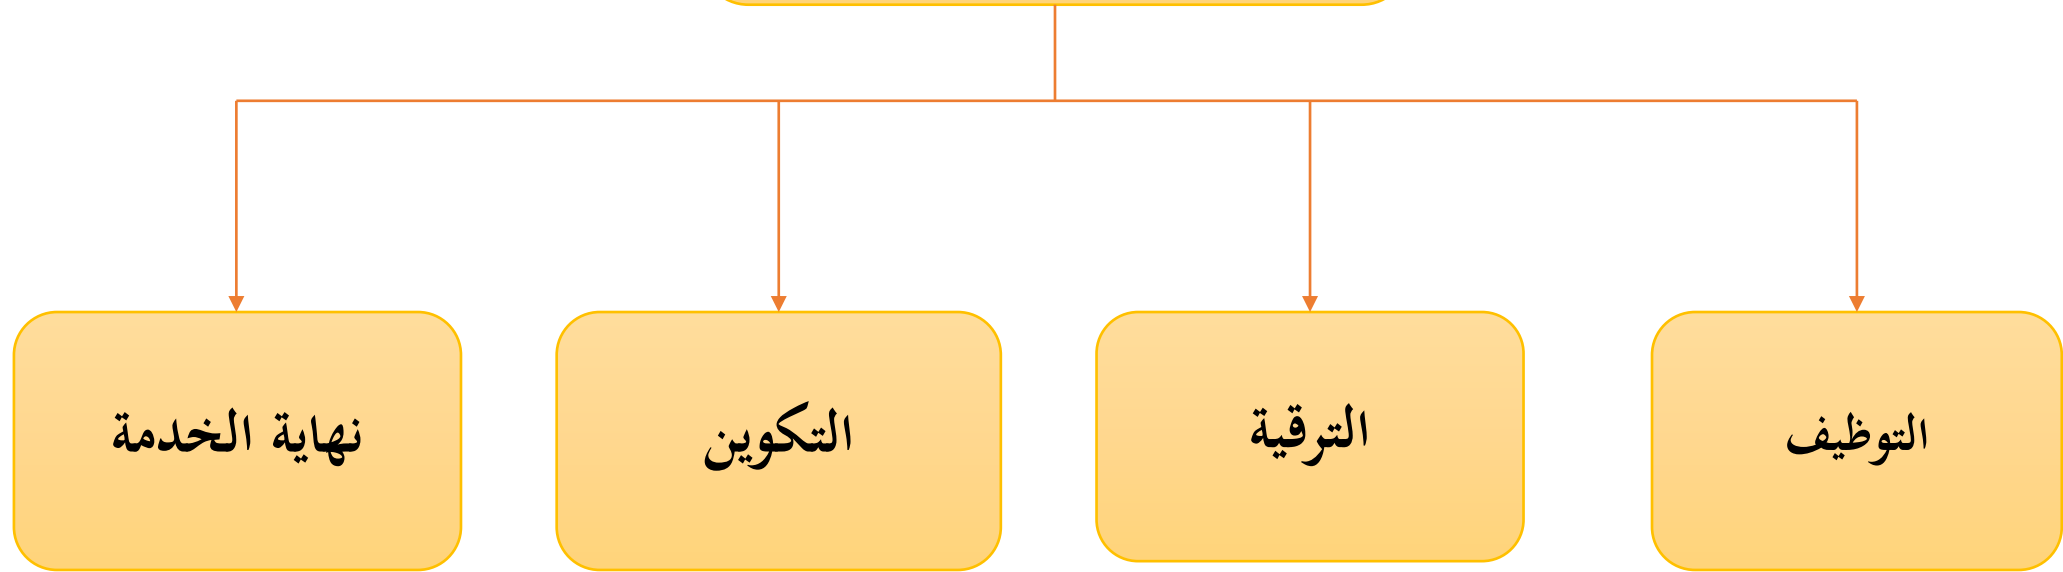 التوظيف
الترقية
التكوين
نهاية الخدمة